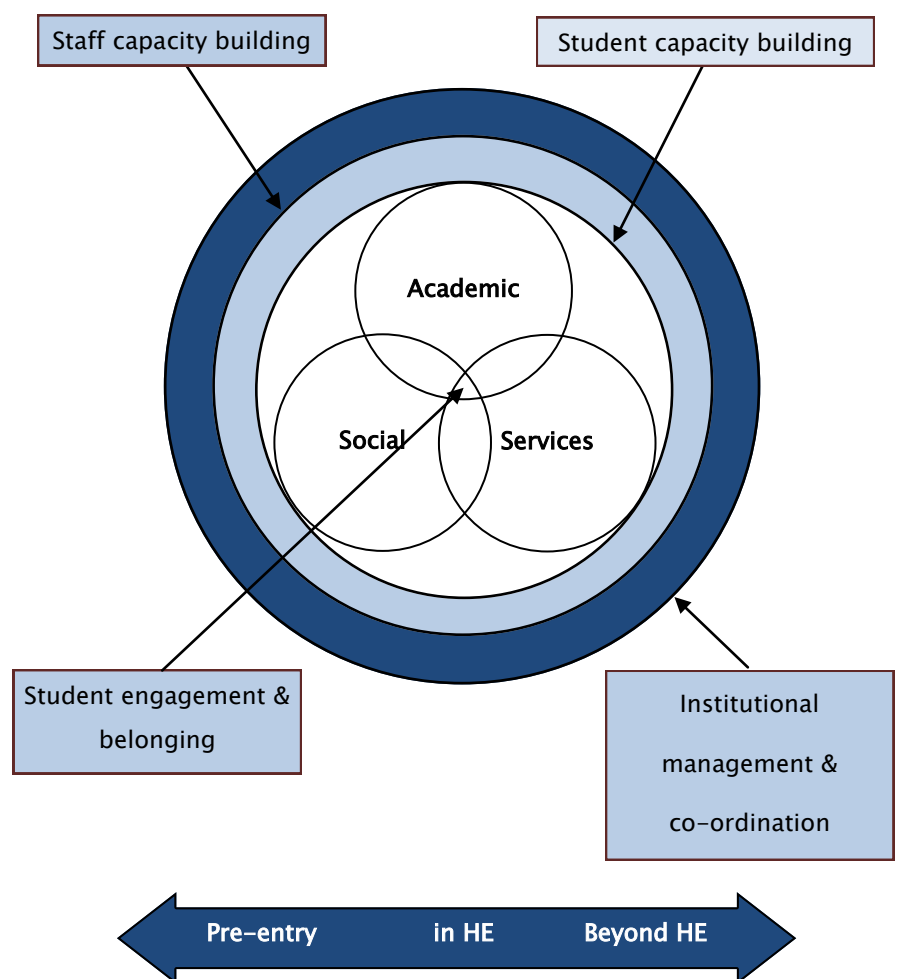 Staff capacity building
Student capacity building
Academic
Social
Services
Student engagement &
belonging
Institutional
management &
co-ordination
Pre-entry
in HE
Beyond HE